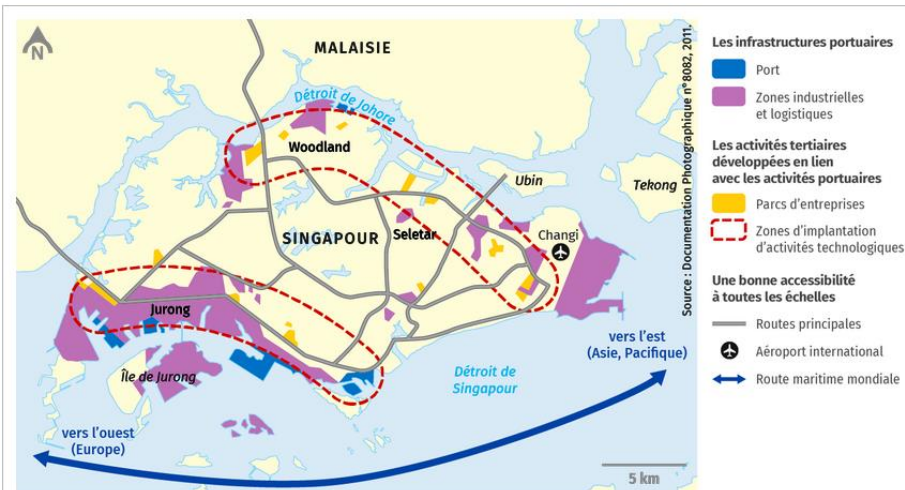 N
MALAISIE
Détroit de Johore
Woodland
Ubin
Tekong
SINGAPOUR
Seletar
Changi
Jurong
Île de Jurong
Détroit de
Singapour
vers l'est
(Asie, Pacifique)
vers l'ouest
(Europe)
5 km
Source : Documentation Photographique n°8082, 2011.
Les infrastructures portuaires
Port
Zones industrielles
et logistiques
Les activités tertiaires
développées en lien
avec les activités portuaires
Parcs d'entreprises
Zones d'implantation
d'activités technologiques
Une bonne accessibilité
à toutes les échelles
Routes principales
Aéroport international
Route maritime mondiale